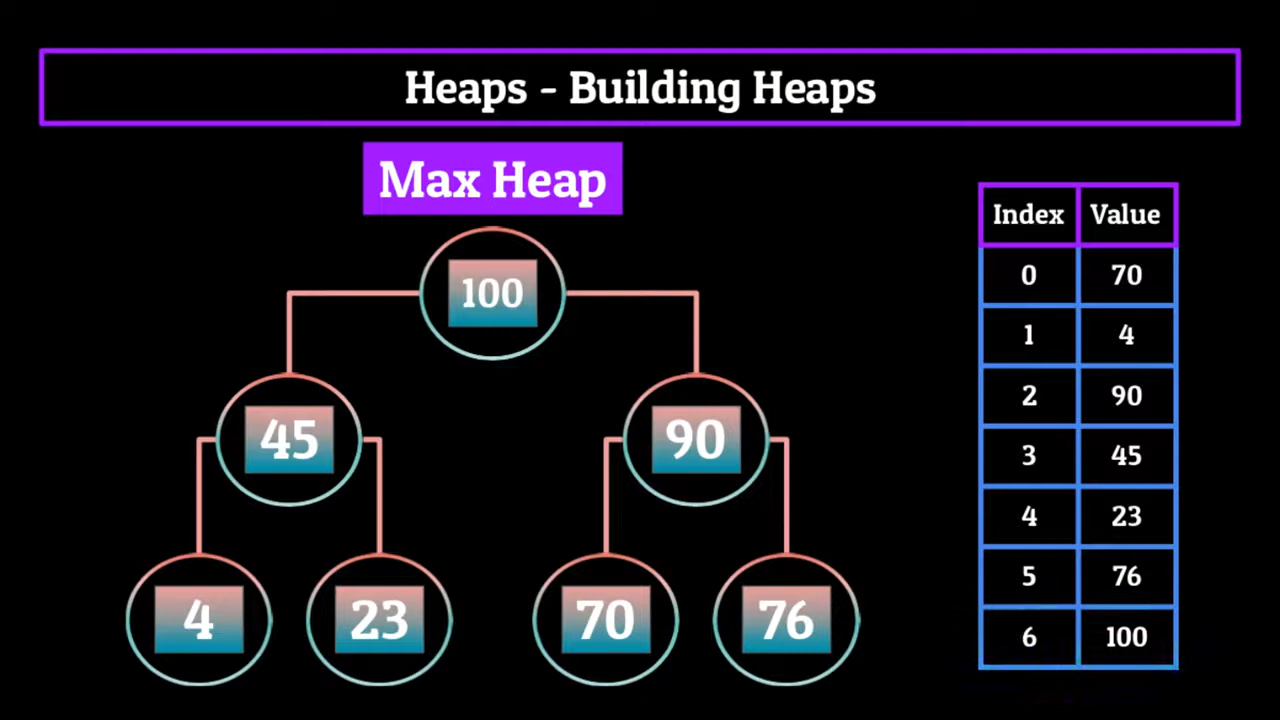 Heaps - Building Heaps
Max Heap
100
45 90
4 23 70 76
Index Value
0 70
1 4
2 90
3 45
4 23
5 76
6 100